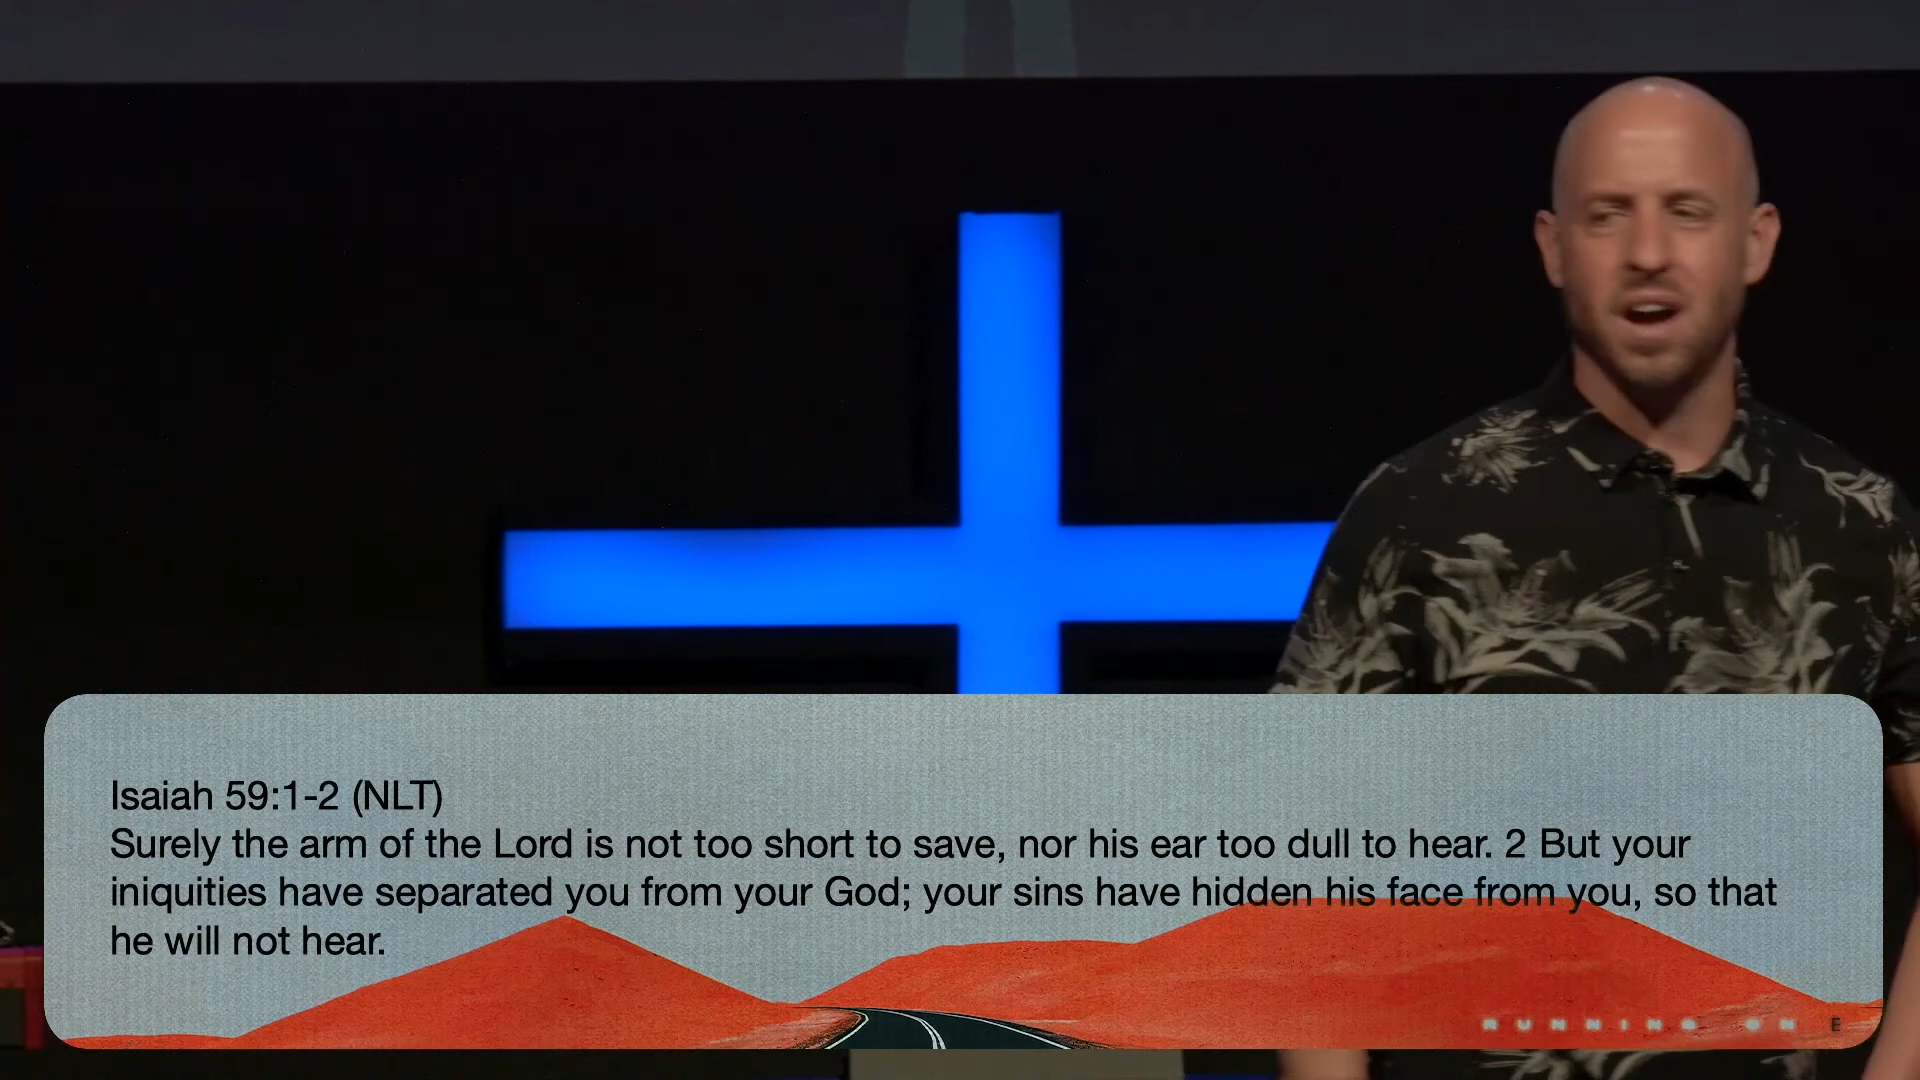 Isaiah 59:1-2 (NLT)
Surely the arm of the Lord is not too short to save, nor his ear too dull to hear. 2 But your
iniquities have separated you from your God; your sins have hidden his face from you, so that
he will not hear.
RUNNING ON E